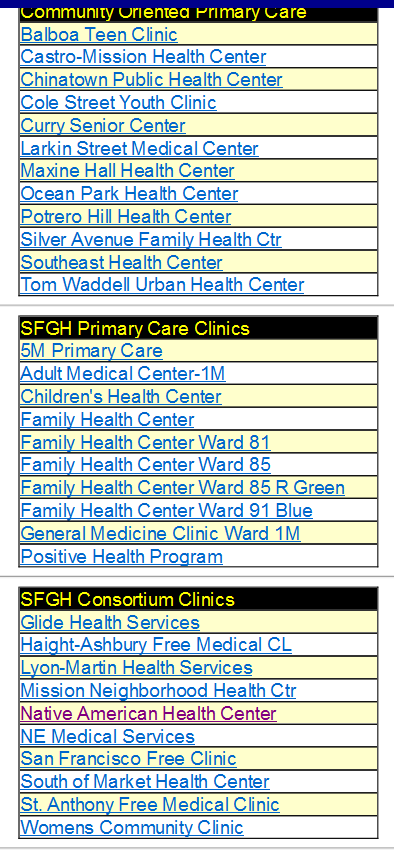 Community Oriented Primary Care
Balboa Teen Clinic
Castro-Mission Health Center
Chinatown Public Health Center
Cole Street Youth Clinic
Curry Senior Center
Larkin Street Medical Center
Maxine Hall Health Center
Ocean Park Health Center
Potrero Hill Health Center
Silver Avenue Family Health Ctr
Southeast Health Center
Tom Waddell Urban Health Center
SFGH Primary Care Clinics
5M Primary Care
Adult Medical Center-1M
Children's Health Center
Family Health Center
Family Health Center Ward 81
Family Health Center Ward 85
Family Health Center Ward 85 R Green
Family Health Center Ward 91 Blue
General Medicine Clinic Ward 1M
Positive Health Program
SFGH Consortium Clinics
Glide Health Services
Haight-Ashbury Free Medical CL
Lyon-Martin Health Services
Mission Neighborhood Health Ctr
Native American Health Center
NE Medical Services
San Francisco Free Clinic
South of Market Health Center
St. Anthony Free Medical Clinic
Womens Community Clinic